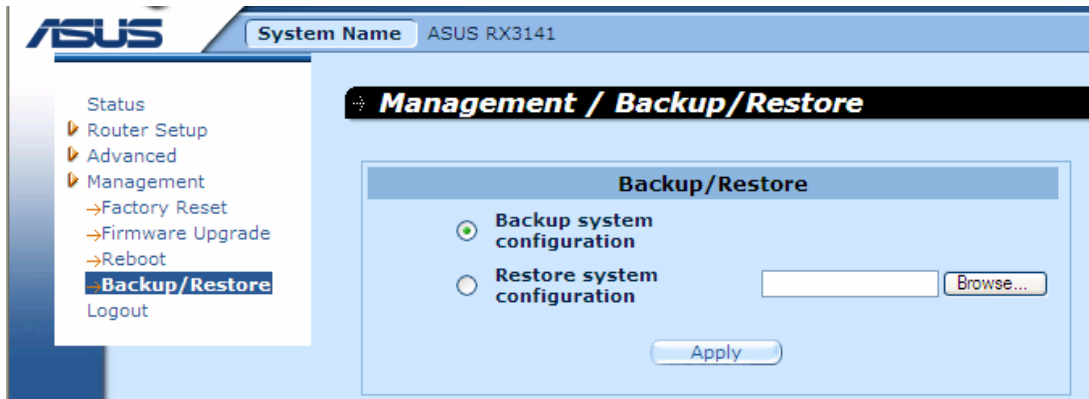 ASUS
System Name ASUS RX3141
Status
Router Setup
Advanced
Management
→Factory Reset
→Firmware Upgrade
→Reboot
→Backup/Restore
Logout
Management / Backup/Restore
Backup/Restore
Backup system
configuration
Restore system
configuration
Browse...
Apply